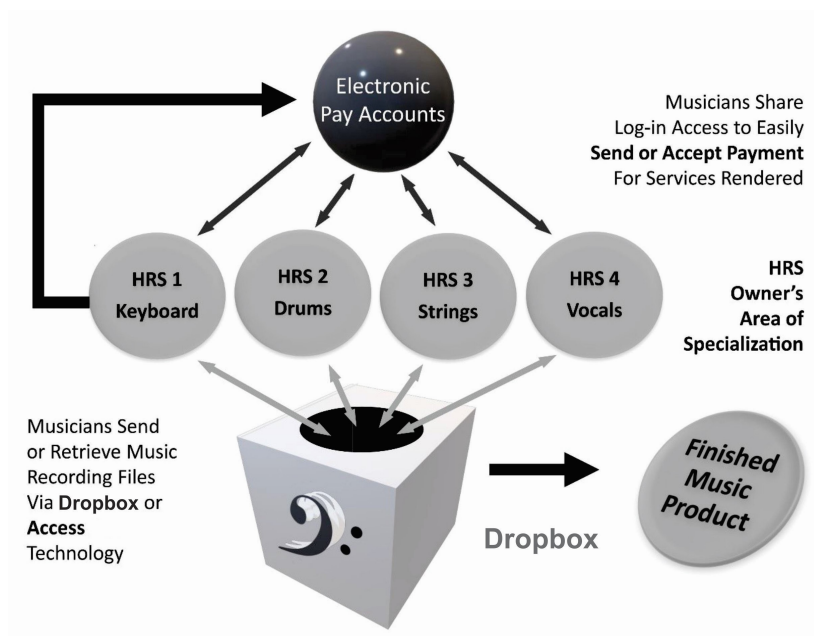 Electronic
Pay Accounts
Musicians Share
Log-in Access to Easily
Send or Accept Payment
For Services Rendered
HRS 1
Keyboard
HRS 2
Drums
HRS 3
Strings
HRS 4
Vocals
HRS
Owner's
Area of
Specialization
Musicians Send
or Retrieve Music
Recording Files
Via Dropbox or
Access
Technology
Dropbox
Finished
Music
Product